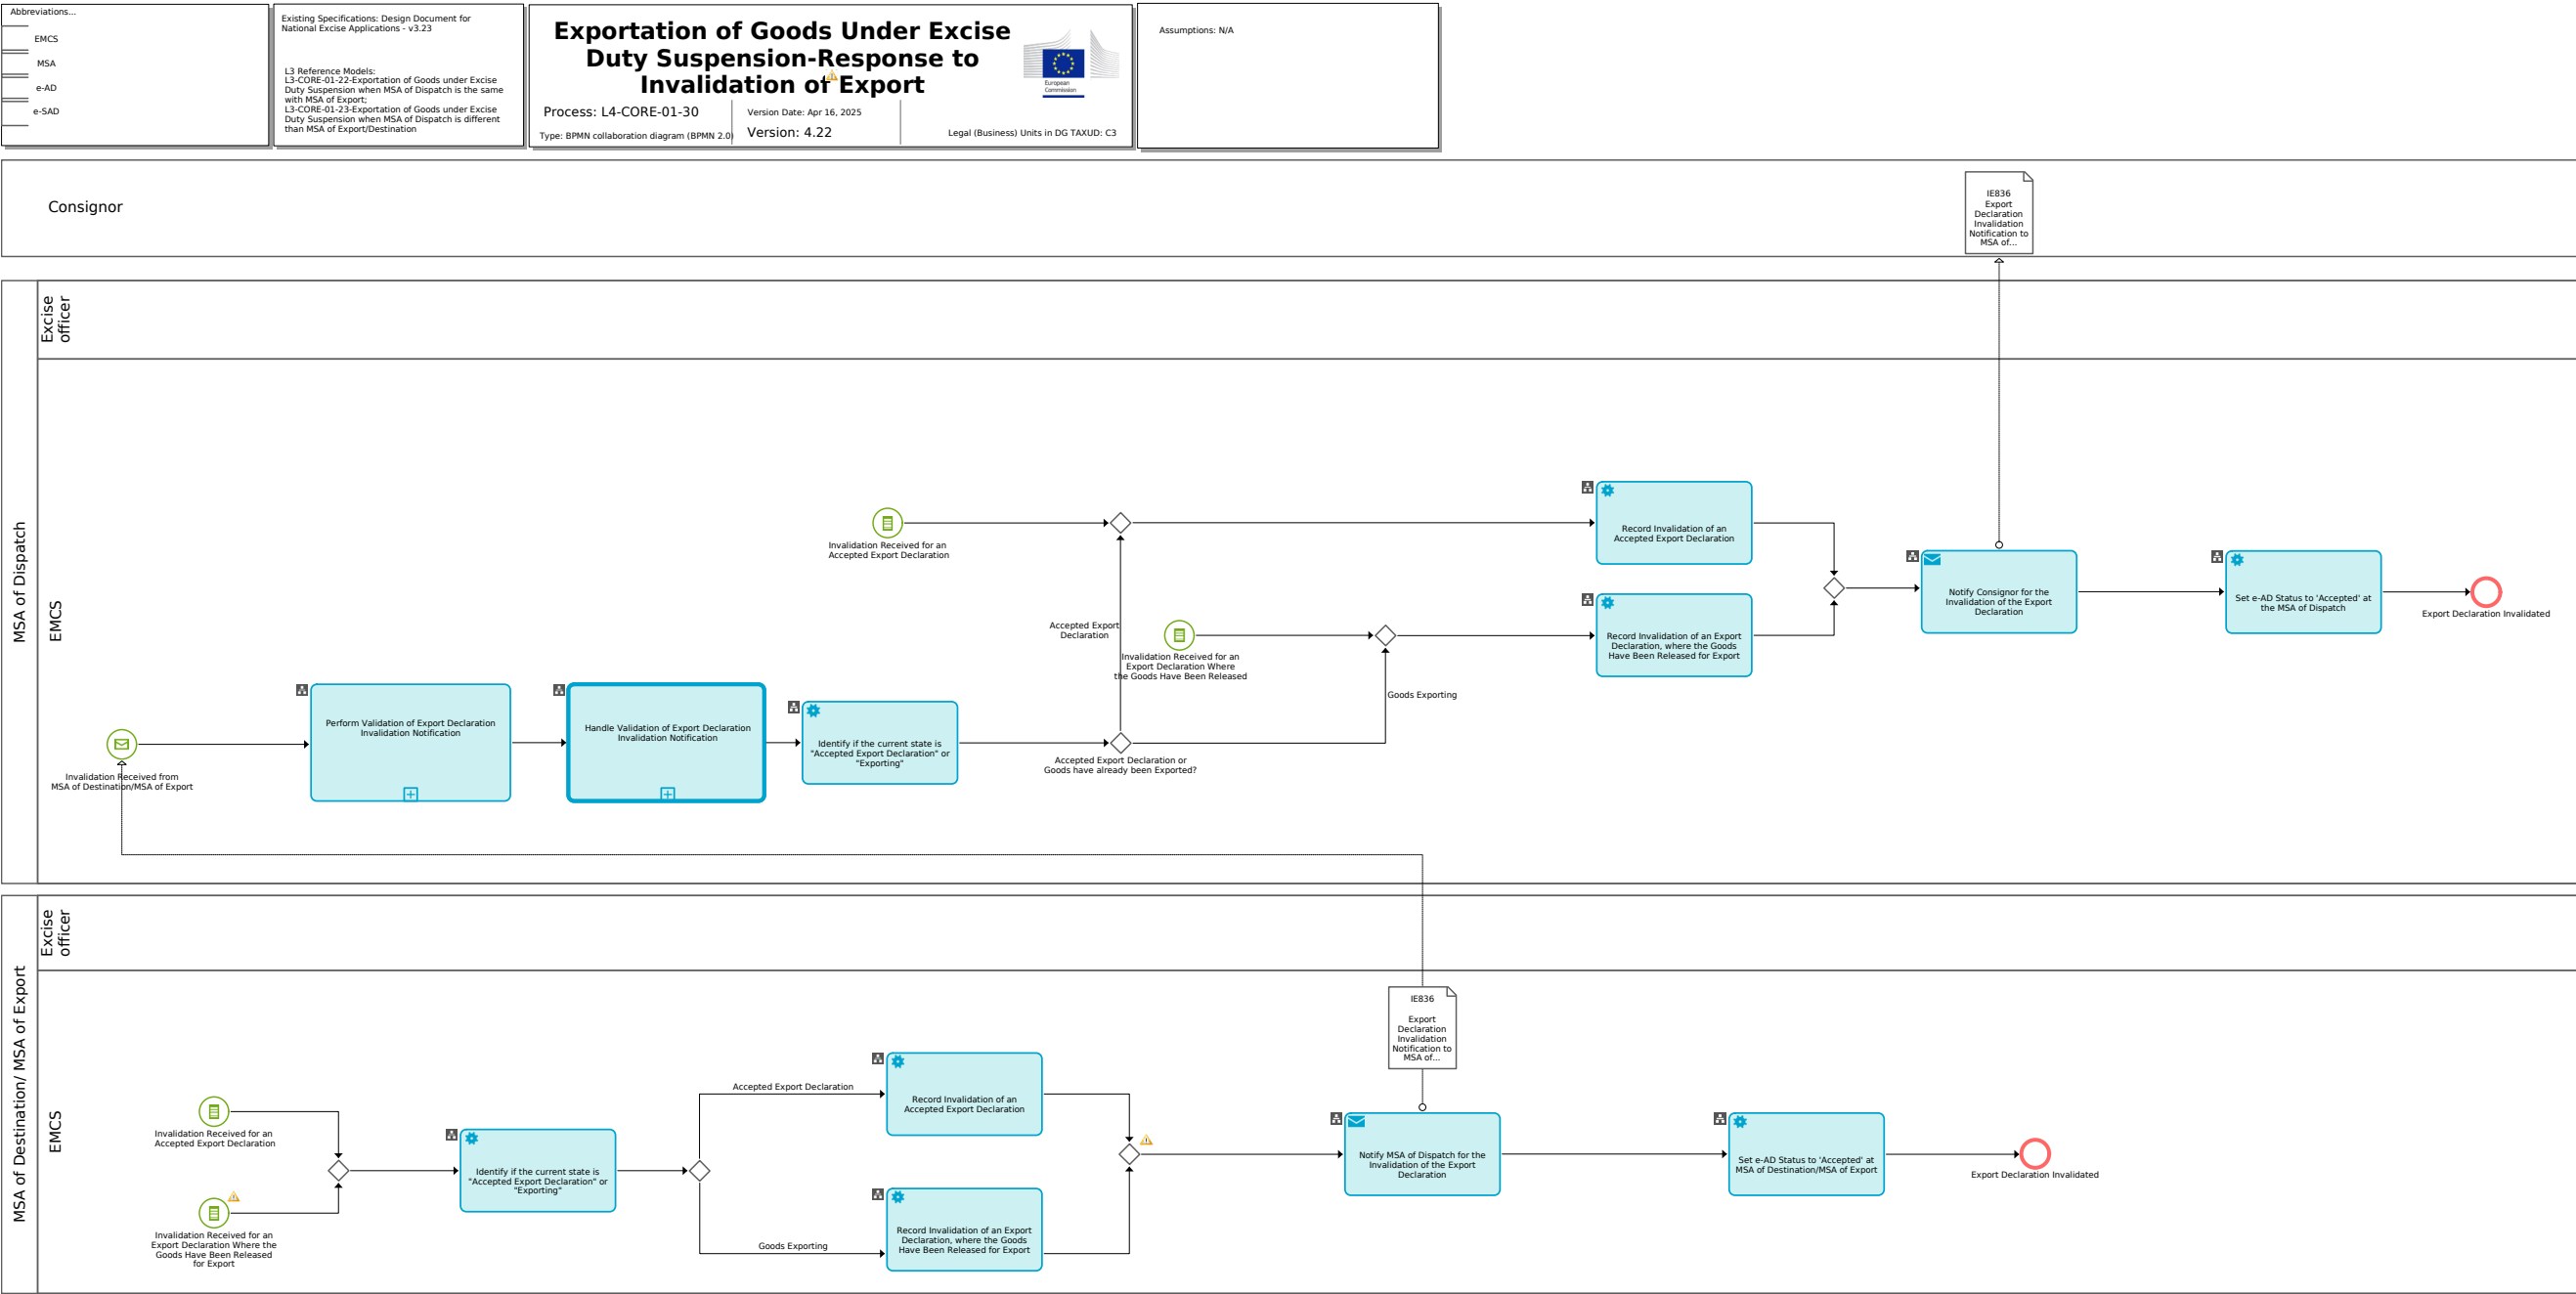 Abbreviations...
EMCS
MSA
e-AD
e-SAD
Existing Specifications: Design Document for
National Excise Applications - v3.23
L3 Reference Models:
L3-CORE-01-22-Exportation of Goods under Excise
Duty Suspension when MSA of Dispatch is the same
with MSA of Export;
L3-CORE-01-23-Exportation of Goods under Excise
Duty Suspension when MSA of Dispatch is different
than MSA of Export/Destination
Exportation of Goods Under Excise
Duty Suspension-Response to
Invalidation of Export
European
Commission
Process: L4-CORE-01-30
Type: BPMN collaboration diagram (BPMN 2.0)
Version Date: Apr 16, 2025
Version: 4.22
Legal (Business) Units in DG TAXUD: C3
Assumptions: N/A
Consignor
IE836
Export
Declaration
Invalidation
Notification to
MSA of...
MSA of Dispatch
Excise
officer
EMCS
Invalidation Received for an
Accepted Export Declaration
Record Invalidation of an
Accepted Export Declaration
Notify Consignor for the
Invalidation of the Export
Declaration
Set e-AD Status to 'Accepted' at
the MSA of Dispatch
Export Declaration Invalidated
Accepted Export
Declaration
Invalidation Received for an
Export Declaration Where
the Goods Have Been Released
Record Invalidation of an Export
Declaration, where the Goods
Have Been Released for Export
Goods Exporting
Invalidation Received from
MSA of Destination/MSA of Export
Perform Validation of Export Declaration
Invalidation Notification
Handle Validation of Export Declaration
Invalidation Notification
Identify if the current state is
"Accepted Export Declaration" or
"Exporting"
Accepted Export Declaration or
Goods have already been Exported?
MSA of Destination/ MSA of Export
Excise
officer
EMCS
IE836
Export
Declaration
Invalidation
Notification to
MSA of...
Invalidation Received for an
Accepted Export Declaration
Invalidation Received for an
Export Declaration Where the
Goods Have Been Released
for Export
Identify if the current state is
"Accepted Export Declaration" or
"Exporting"
Accepted Export Declaration
Goods Exporting
Record Invalidation of an
Accepted Export Declaration
Record Invalidation of an Export
Declaration, where the Goods
Have Been Released for Export
Notify MSA of Dispatch for the
Invalidation of the Export
Declaration
Set e-AD Status to 'Accepted' at
MSA of Destination/MSA of Export
Export Declaration Invalidated